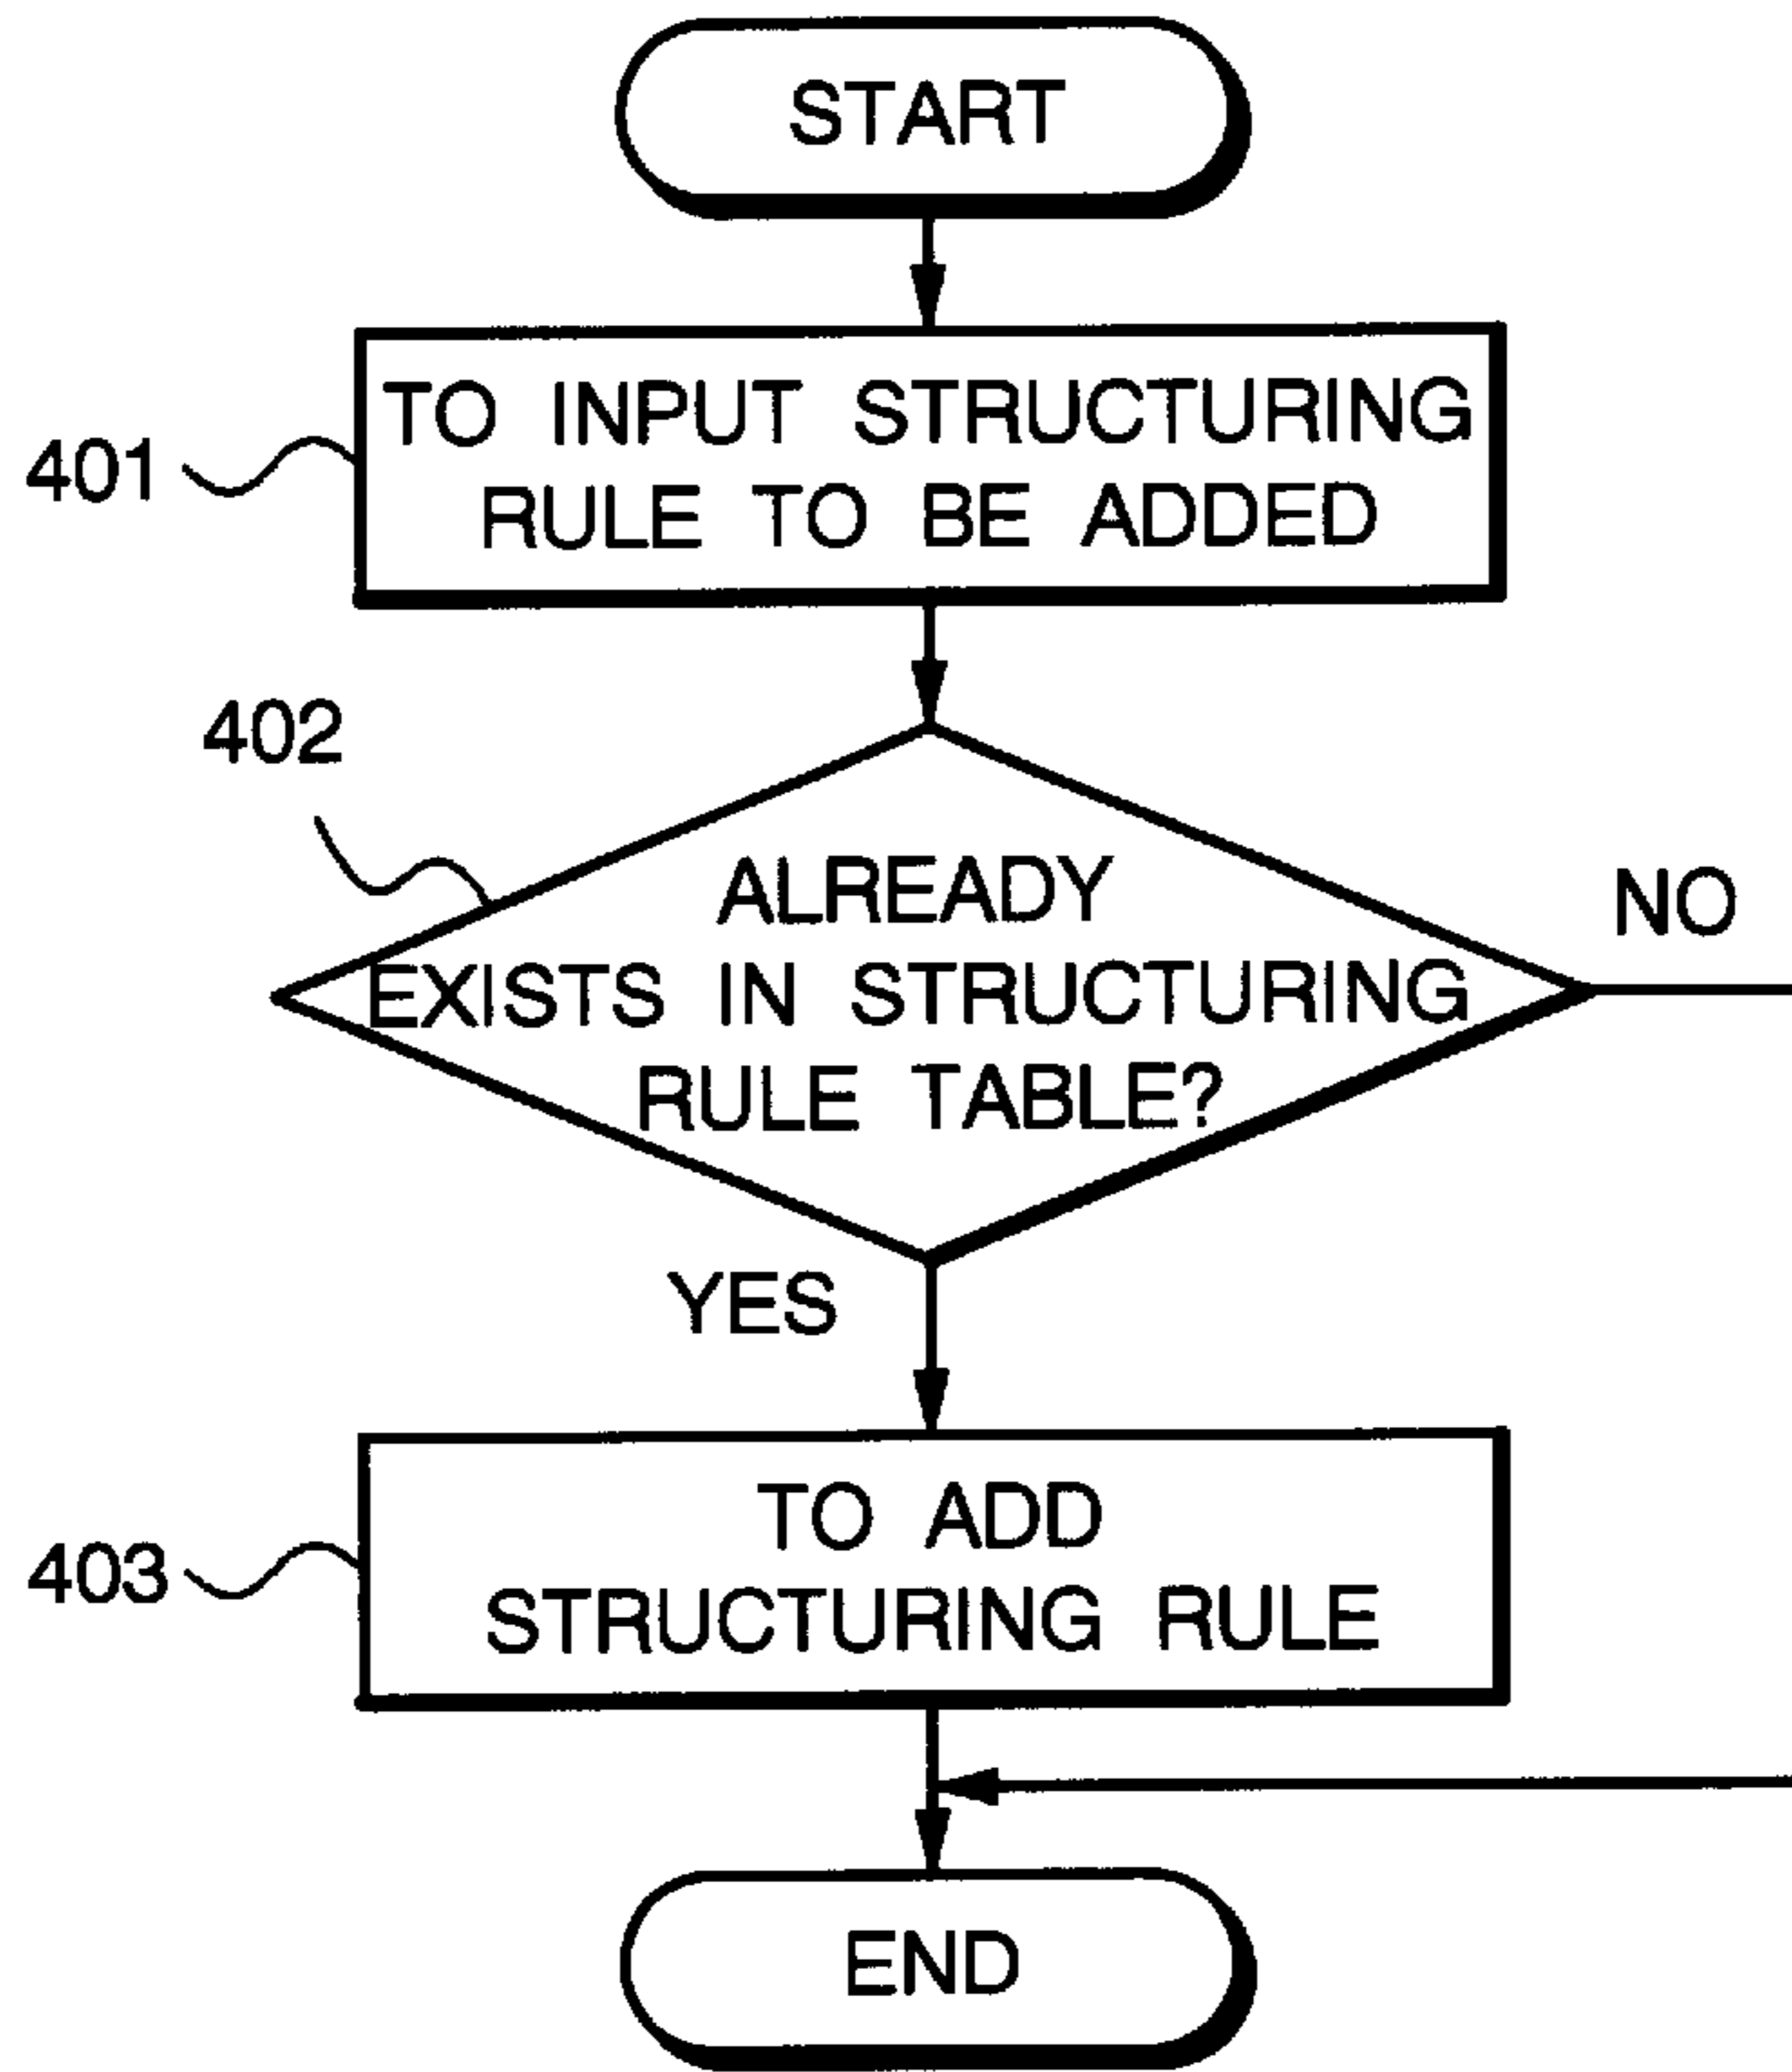 START
401
TO INPUT STRUCTURING
RULE TO BE ADDED
402
ALREADY
EXISTS IN STRUCTURING
RULE TABLE?
NO
YES
403
TO ADD
STRUCTURING RULE
END